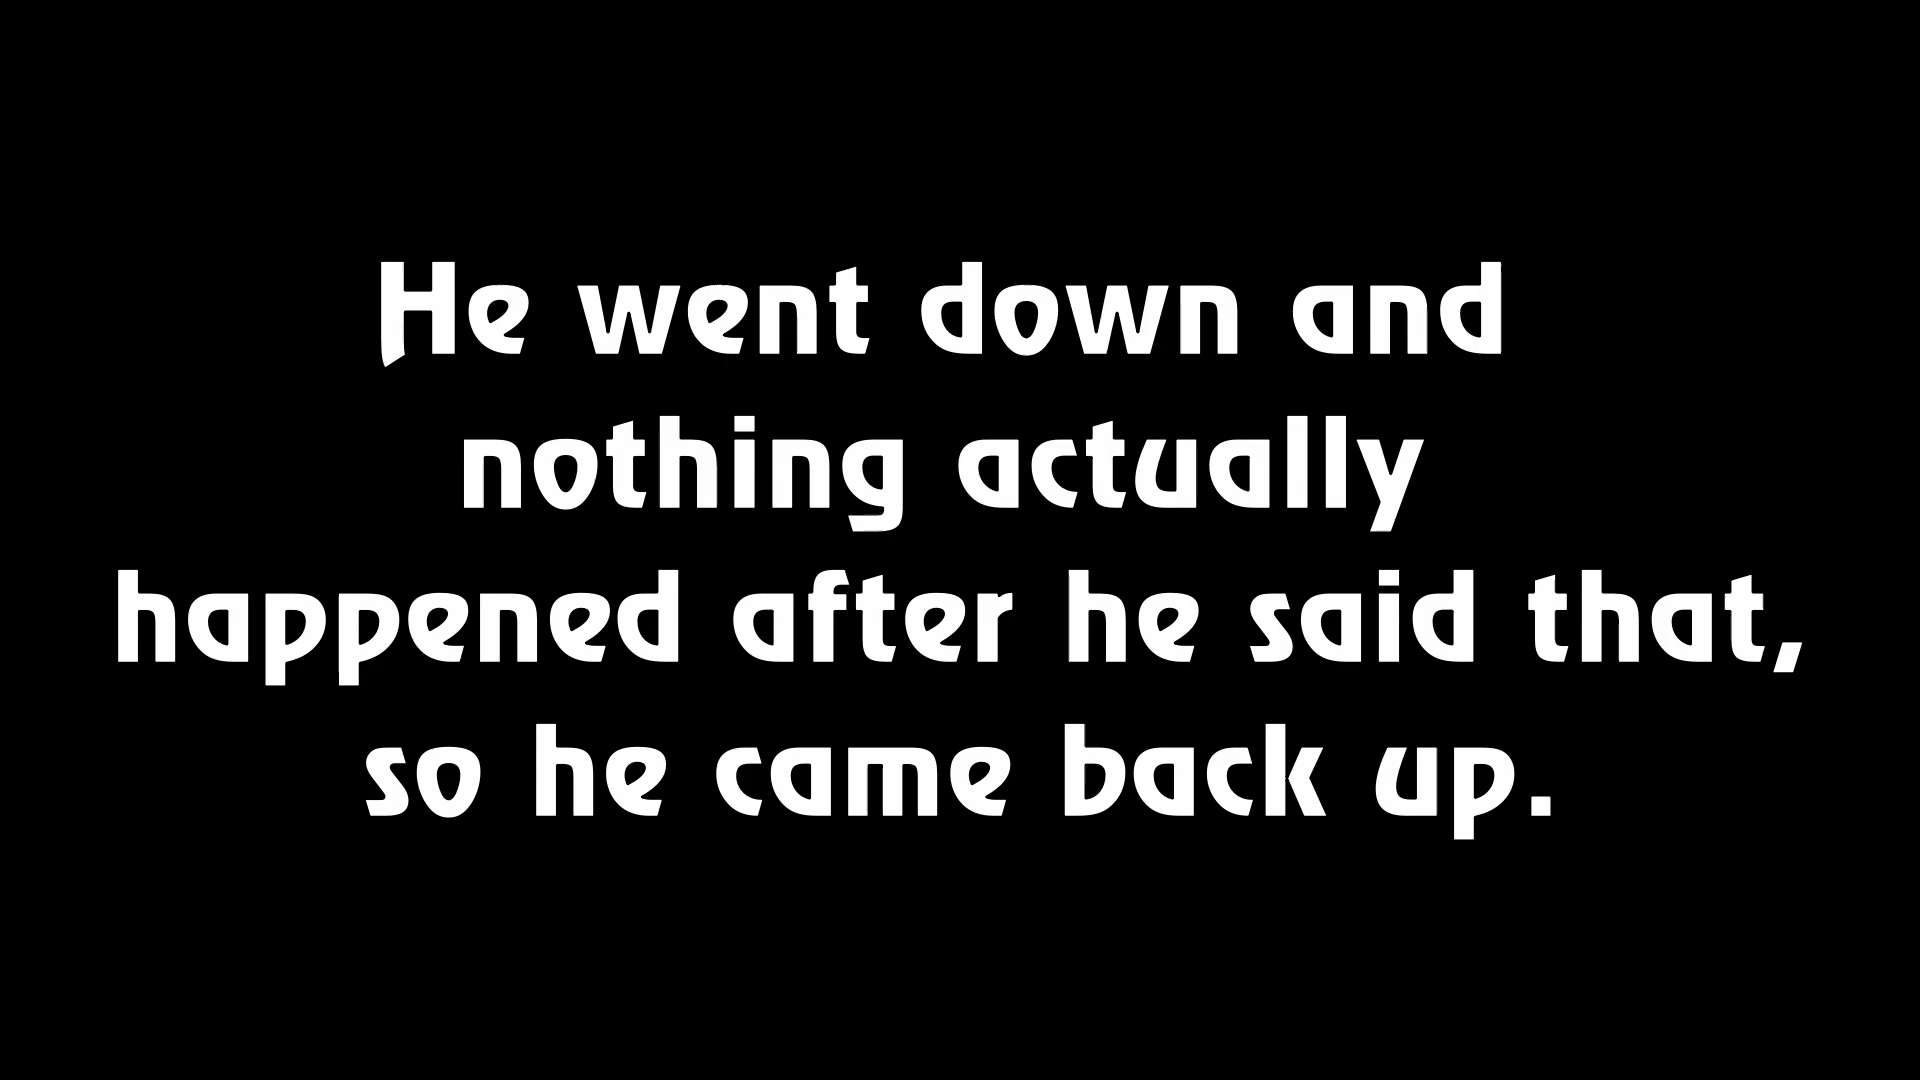 He went down and
nothing actually
happened after he said that,
so he came back up.